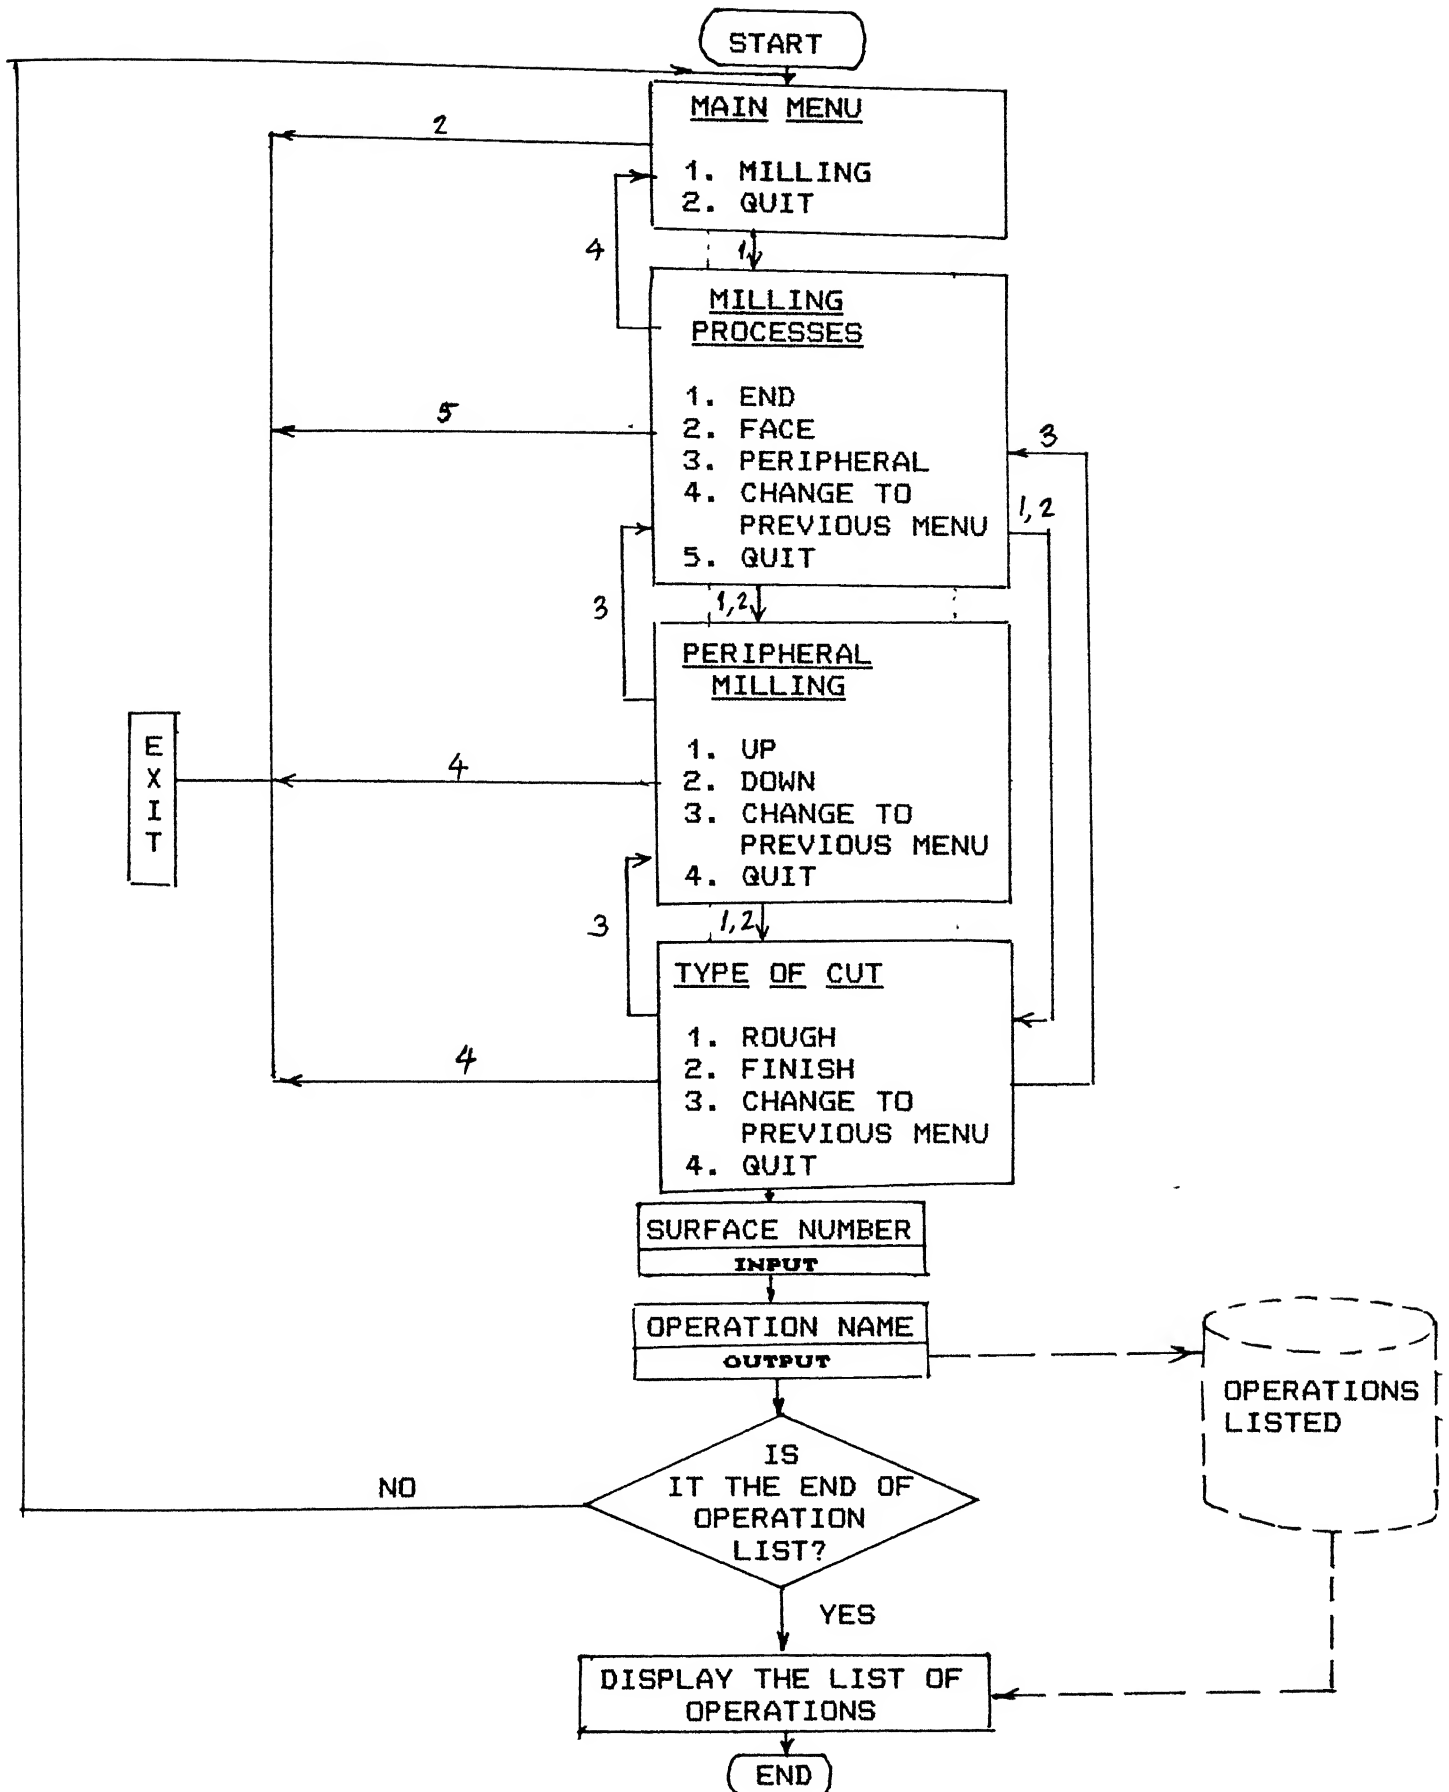 START
MAIN MENU
2
1. MILLING
2. QUIT
4
1
MILLING
PROCESSES
1. END
5
2. FACE
3
3. PERIPHERAL
4. CHANGE TO
PREVIOUS MENU
1,2
5. QUIT
3
1,2
PERIPHERAL
MILLING
1. UP
4
2. DOWN
3. CHANGE TO
PREVIOUS MENU
4. QUIT
E
X
I
T
3
1,2
TYPE OF CUT
1. ROUGH
4
2. FINISH
3. CHANGE TO
PREVIOUS MENU
4. QUIT
SURFACE NUMBER
INPUT
OPERATION NAME
OUTPUT
OPERATIONS
LISTED
IS
IT THE END OF
OPERATION
LIST?
NO
YES
DISPLAY THE LIST OF
OPERATIONS
END